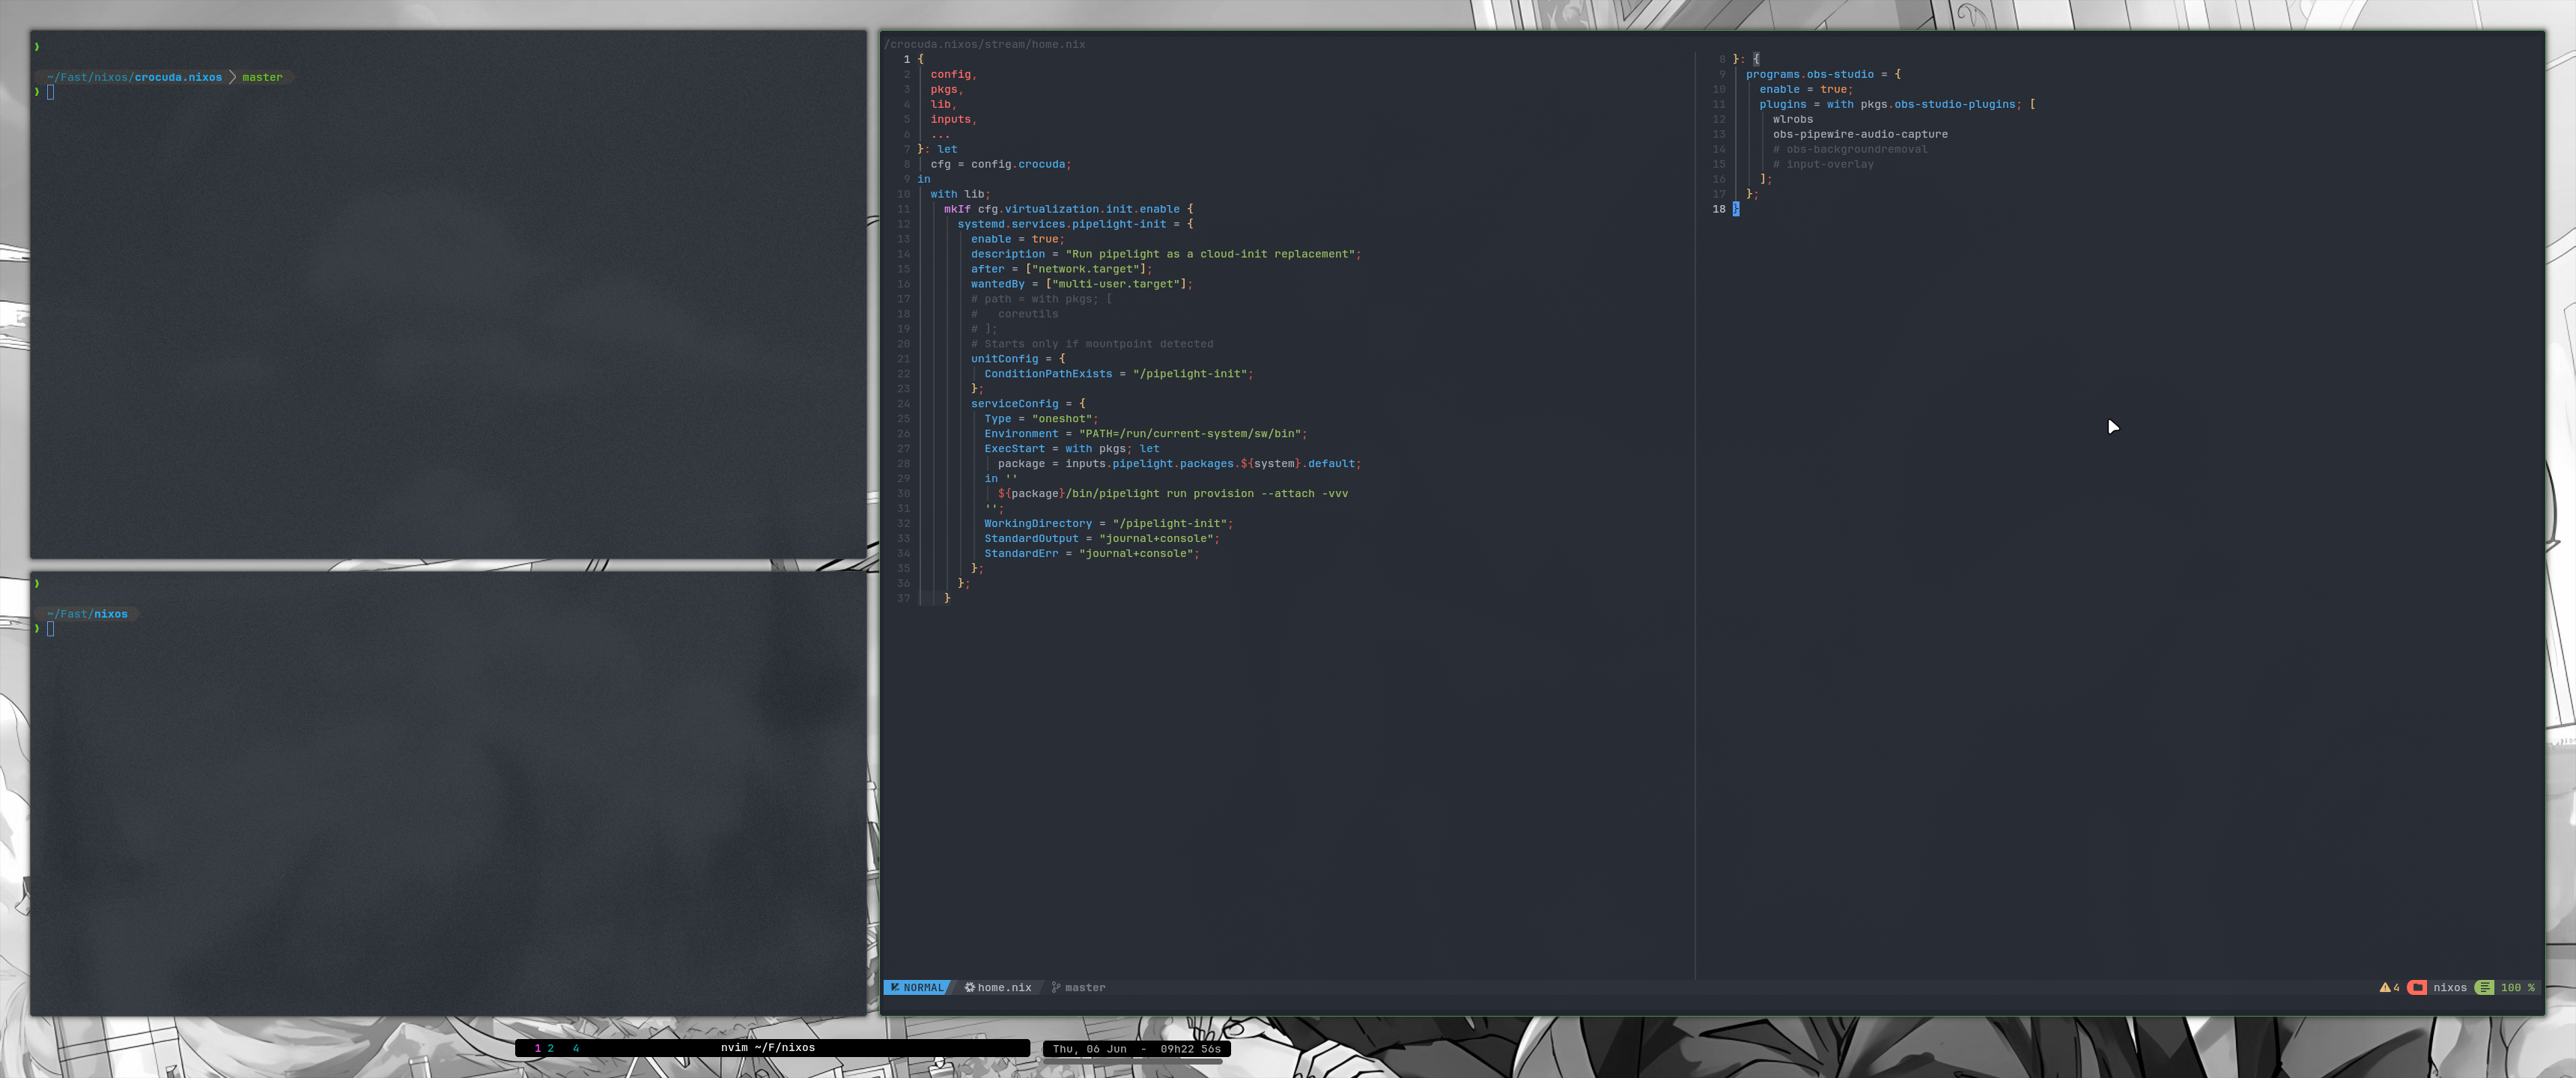 ❱
~/Fast/nixos/crocuda.nixos master
❱
❱
~/Fast/nixos
❱
/crocuda.nixos/stream/home.nix
1 {
2 config,
3 pkgs,
4 lib,
5 inputs,
6 ...
7 }: let
8 cfg = config.crocuda;
9 in
10 with lib;
11 mkIf cfg.virtualization.init.enable {
12 systemd.services.pipelight-init = {
13 enable = true;
14 description = "Run pipelight as a cloud-init replacement";
15 after = ["network.target"];
16 wantedBy = ["multi-user.target"];
17 # path = with pkgs; [
18 #   coreutils
19 # ];
20 # Starts only if mountpoint detected
21 unitConfig = {
22 ConditionPathExists = "/pipelight-init";
23 };
24 serviceConfig = {
25 Type = "oneshot";
26 Environment = "PATH=/run/current-system/sw/bin";
27 ExecStart = with pkgs; let
28 package = inputs.pipelight.packages.${system}.default;
29 in ''
30 ${package}/bin/pipelight run provision --attach -vvv
31 '';
32 WorkingDirectory = "/pipelight-init";
33 StandardOutput = "journal+console";
34 StandardErr = "journal+console";
35 };
36 };
37 }
8 }: {
9 programs.obs-studio = {
10 enable = true;
11 plugins = with pkgs.obs-studio-plugins; [
12 wlrobs
13 obs-pipewire-audio-capture
14 # obs-backgroundremoval
15 # input-overlay
16 ];
17 };
18 }
NORMAL home.nix master 4 nixos 100 %
1 2 4 nvim ~/F/nixos Thu, 06 Jun - 09h22 56s